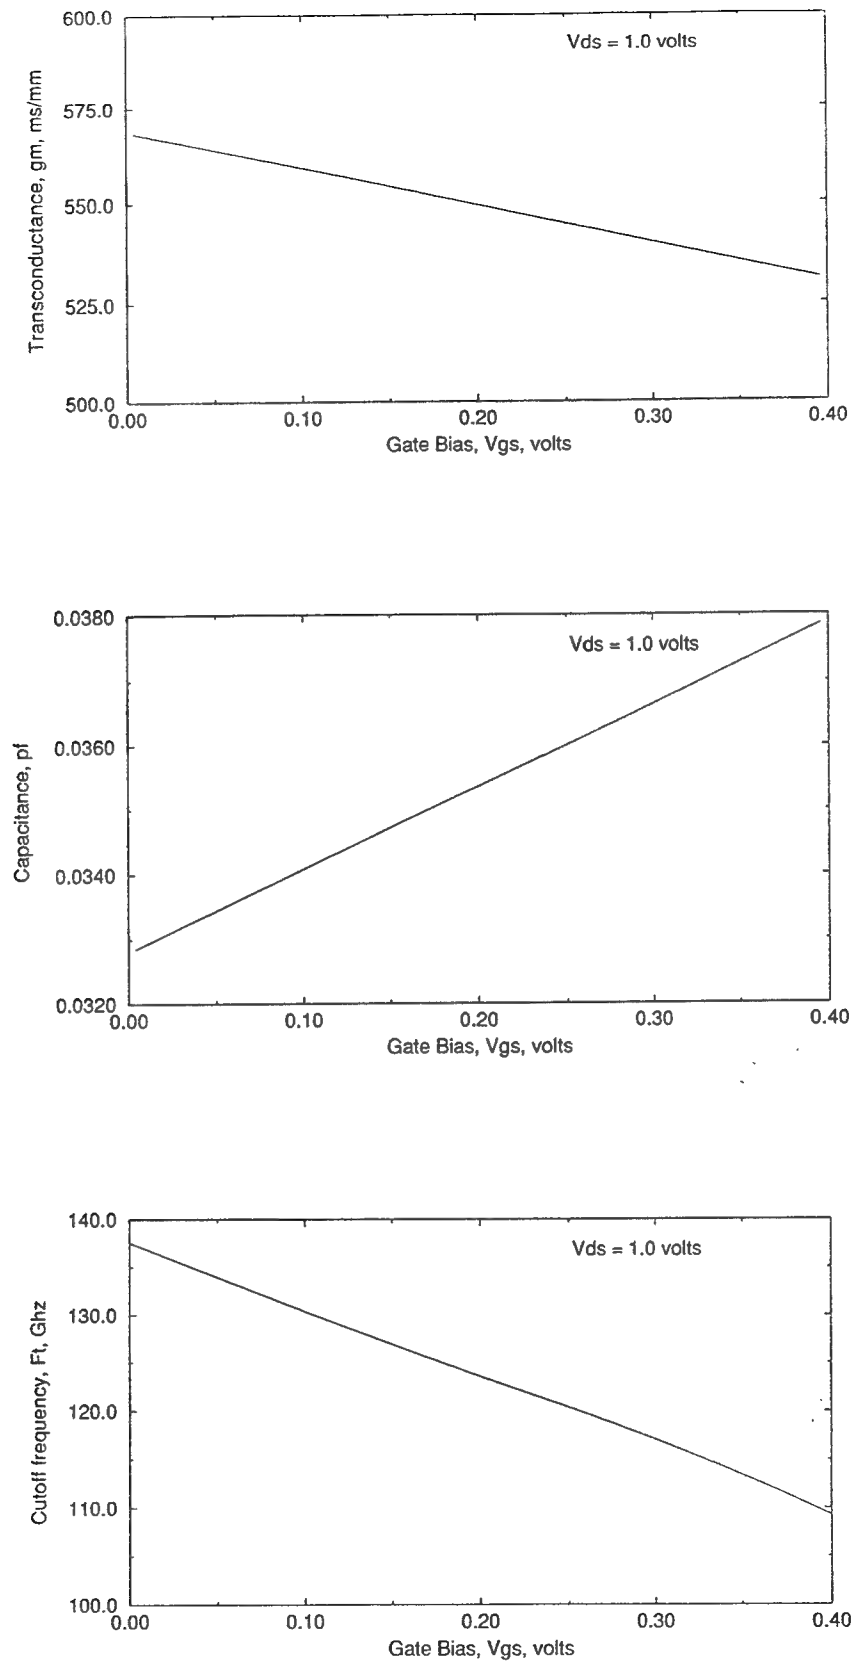 600.0
Vds = 1.0 volts
575.0
550.0
525.0
500.0
Transconductance, gm, ms/mm
0.00 0.10 0.20 0.30 0.40
Gate Bias, Vgs, volts
0.0380
Vds = 1.0 volts
0.0360
0.0340
0.0320
Capacitance, pf
0.00 0.10 0.20 0.30 0.40
Gate Bias, Vgs, volts
140.0
Vds = 1.0 volts
130.0
120.0
110.0
100.0
Cutoff frequency, Ft, Ghz
0.00 0.10 0.20 0.30 0.40
Gate Bias, Vgs, volts